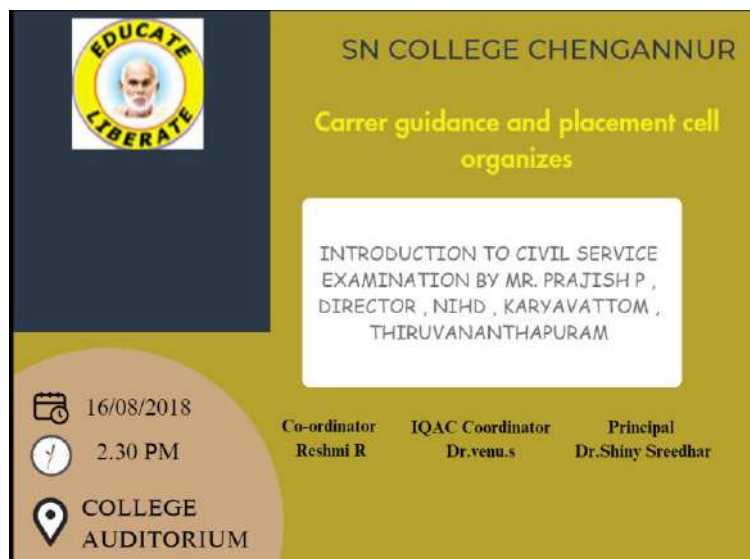 EDUCATE
LIBERATE
SN COLLEGE CHENGANNUR
Carrer guidance and placement cell
organizes
INTRODUCTION TO CIVIL SERVICE
EXAMINATION BY MR. PRAJISH P ,
DIRECTOR , NIHD , KARYAVATTOM ,
THIRUVANANTHAPURAM
16/08/2018
2.30 PM
COLLEGE
AUDITORIUM
Co-ordinator
Reshmi R
IQAC Coordinator
Dr.venu.s
Principal
Dr.Shiny Sreedhar